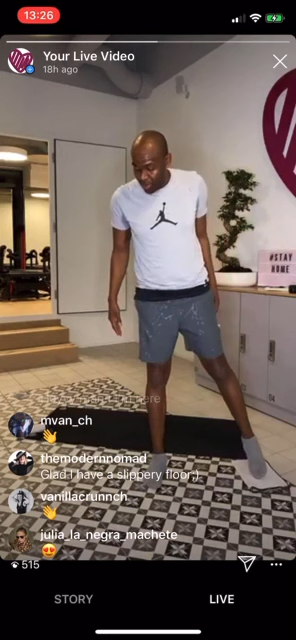 13:26
Your Live Video
18h ago
#STAY
HOME
mvan_ch
👋
themodernnomad
Glad I have a slippery floor;)
vanillacrunnch
👋
julia_la_negra_machete
😍
515
STORY
LIVE